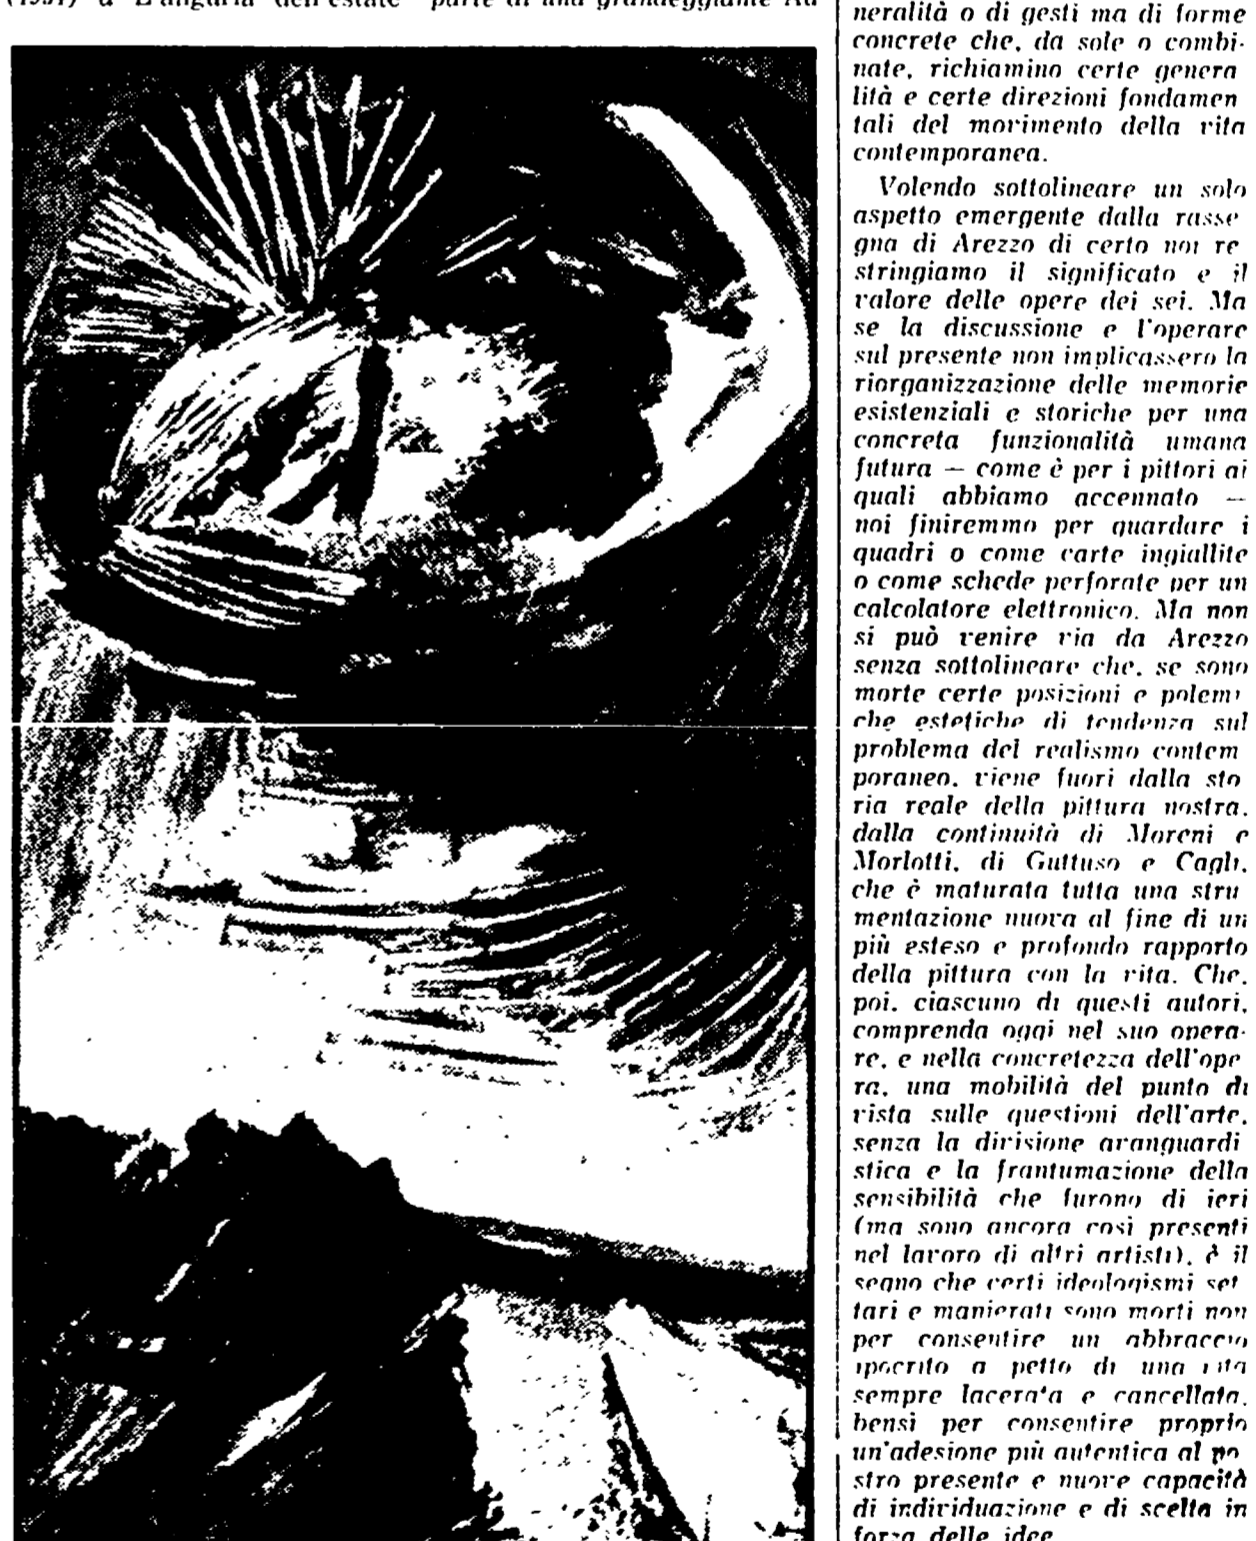 (1951) a "L'anguria dell'estate" parte di una grandeggiante Au
neralità o di gesti ma di forme
concrete che, da sole o combi-
nate, richiamino certe genera
lità e certe direzioni fondamen
tali del movimento della vita
contemporanea.
Volendo sottolineare un solo
aspetto emergente dalla rasse
gna di Arezzo di certo noi re
stringiamo il significato e il
valore delle opere dei sei. Ma
se la discussione e l'operare
sul presente non implicassero la
riorganizzazione delle memorie
esistenziali e storiche per una
concreta funzionalità umana
futura — come è per i pittori ai
quali abbiamo accennato —
noi finiremmo per guardare i
quadri o come carte ingiallite
o come schede perforate per un
calcolatore elettronico. Ma non
si può venire via da Arezzo
senza sottolineare che, se sono
morte certe posizioni e polemi
che estetiche di tendenza sul
problema del realismo contem
poraneo, viene fuori dalla sto
ria reale della pittura nostra,
dalla continuità di Moreni e
Morlotti, di Guttuso e Cagli,
che è maturata tutta una stru
mentazione nuova al fine di un
più esteso e profondo rapporto
della pittura con la vita. Che,
poi, ciascuno di questi autori,
comprenda oggi nel suo opera-
re, e nella concretezza dell'ope
ra, una mobilità del punto di
vista sulle questioni dell'arte,
senza la divisione avanguardi
stica e la frantumazione della
sensibilità che furono di ieri
(ma sono ancora così presenti
nel lavoro di altri artisti), è il
segno che certi ideologismi set
tari e manierati sono morti non
per consentire un abbraccio
ipocrito a petto di una vita
sempre lacerata e cancellata,
bensì per consentire proprio
un'adesione più autentica al no
stro presente e nuove capacità
di individuazione e di scelta in
forza delle idee